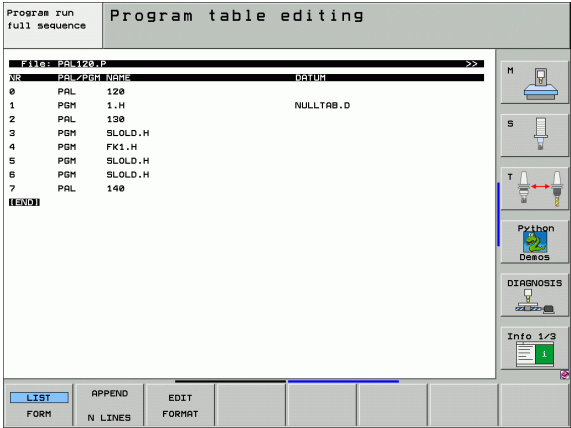 Program run
full sequence
Program table editing
File: PAL120.P >>
NR PAL/PGM NAME DATUM
0 PAL 120
1 PGM 1.H NULLTAB.D
2 PAL 130
3 PGM SLOLD.H
4 PGM FK1.H
5 PGM SLOLD.H
6 PGM SLOLD.H
7 PAL 140
[END]
M
S
T
Python
Demos
DIAGNOSIS
Info 1/3
i
LIST
FORM
APPEND
N LINES
EDIT
FORMAT